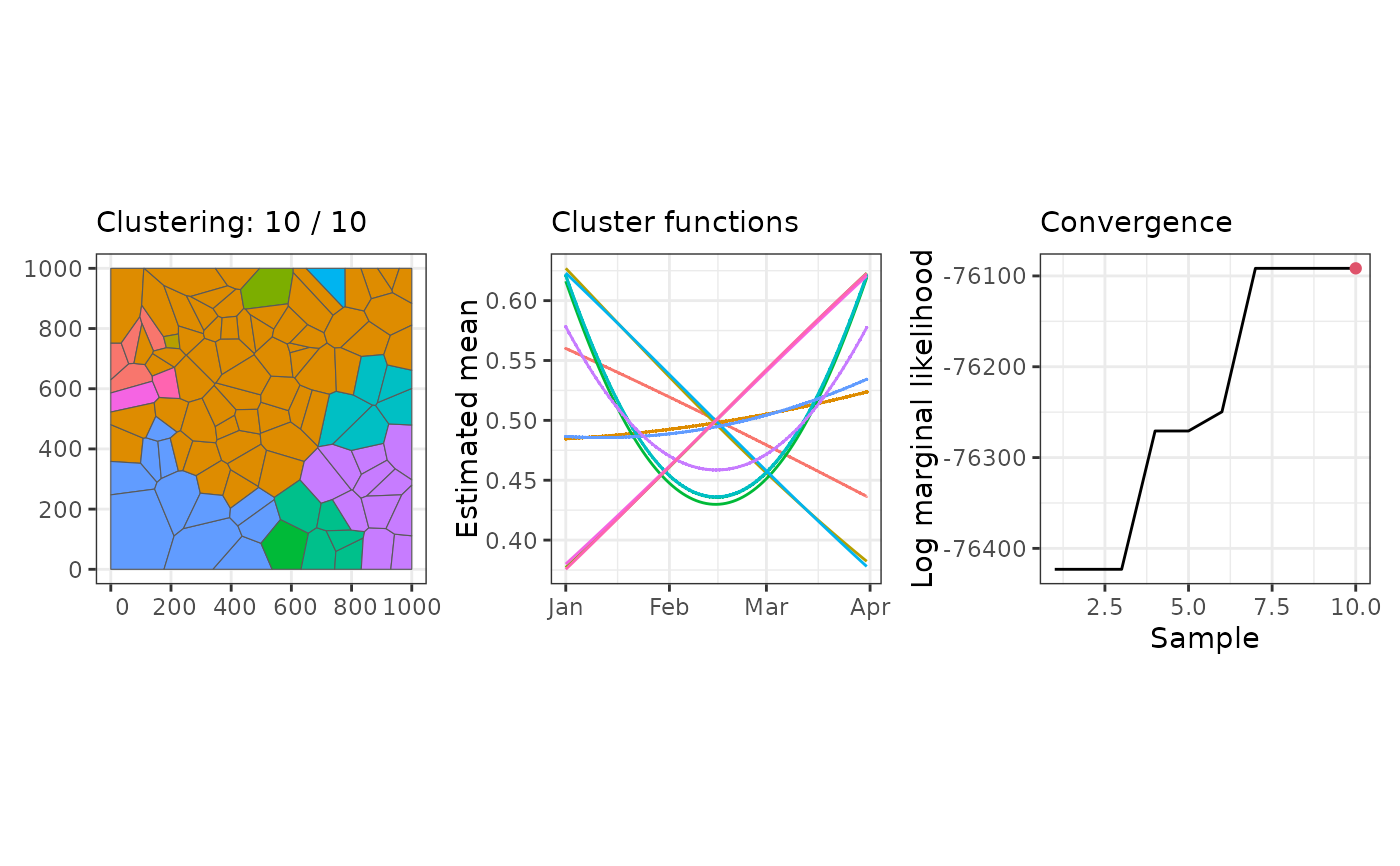 Clustering: 10 / 10
1000
800
600
400
200
0
0 200 400 600 800 1000
Cluster functions
Estimated mean
0.60
0.55
0.50
0.45
0.40
Jan Feb Mar Apr
Convergence
Log marginal likelihood
-76100
-76200
-76300
-76400
2.5 5.0 7.5 10.0
Sample